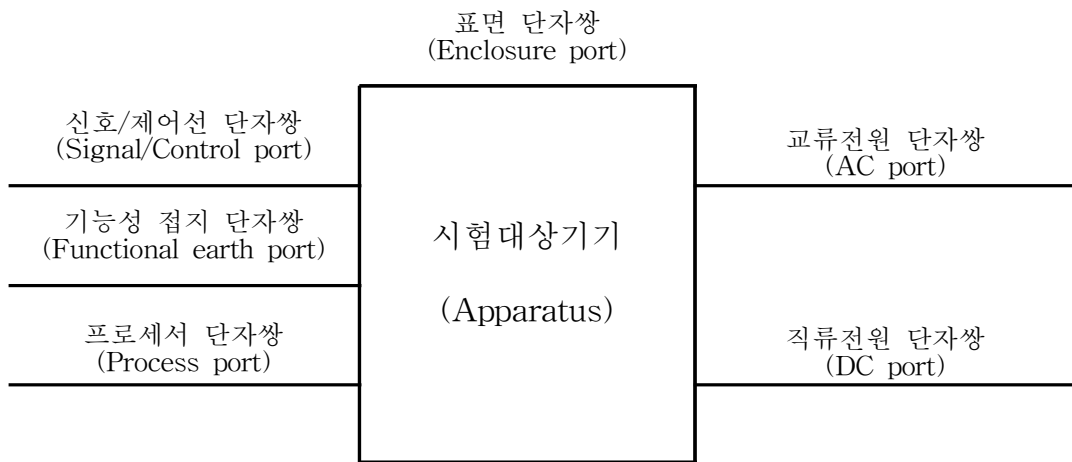 표면 단자쌍
(Enclosure port)
신호/제어선 단자쌍
(Signal/Control port)
기능성 접지 단자쌍
(Functional earth port)
프로세서 단자쌍
(Process port)
시험대상기기
(Apparatus)
교류전원 단자쌍
(AC port)
직류전원 단자쌍
(DC port)